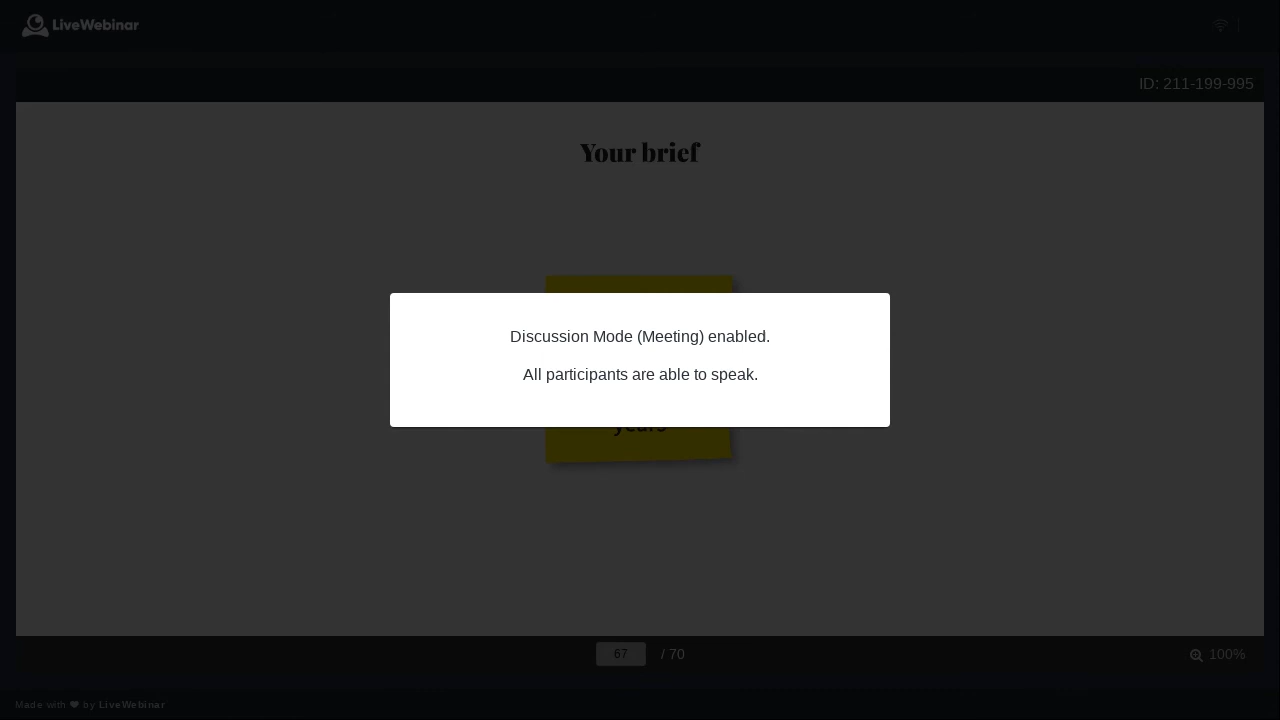 LiveWebinar
ID: 211-199-995
Your brief
Discussion Mode (Meeting) enabled.
All participants are able to speak.
years
67 / 70
100%
Made with ❤ by LiveWebinar